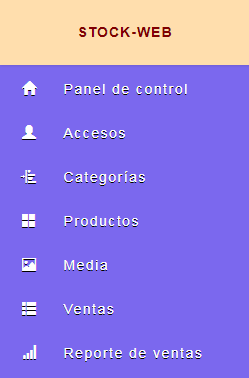 STOCK-WEB
Panel de control
Accesos
Categorías
Productos
Media
Ventas
Reporte de ventas